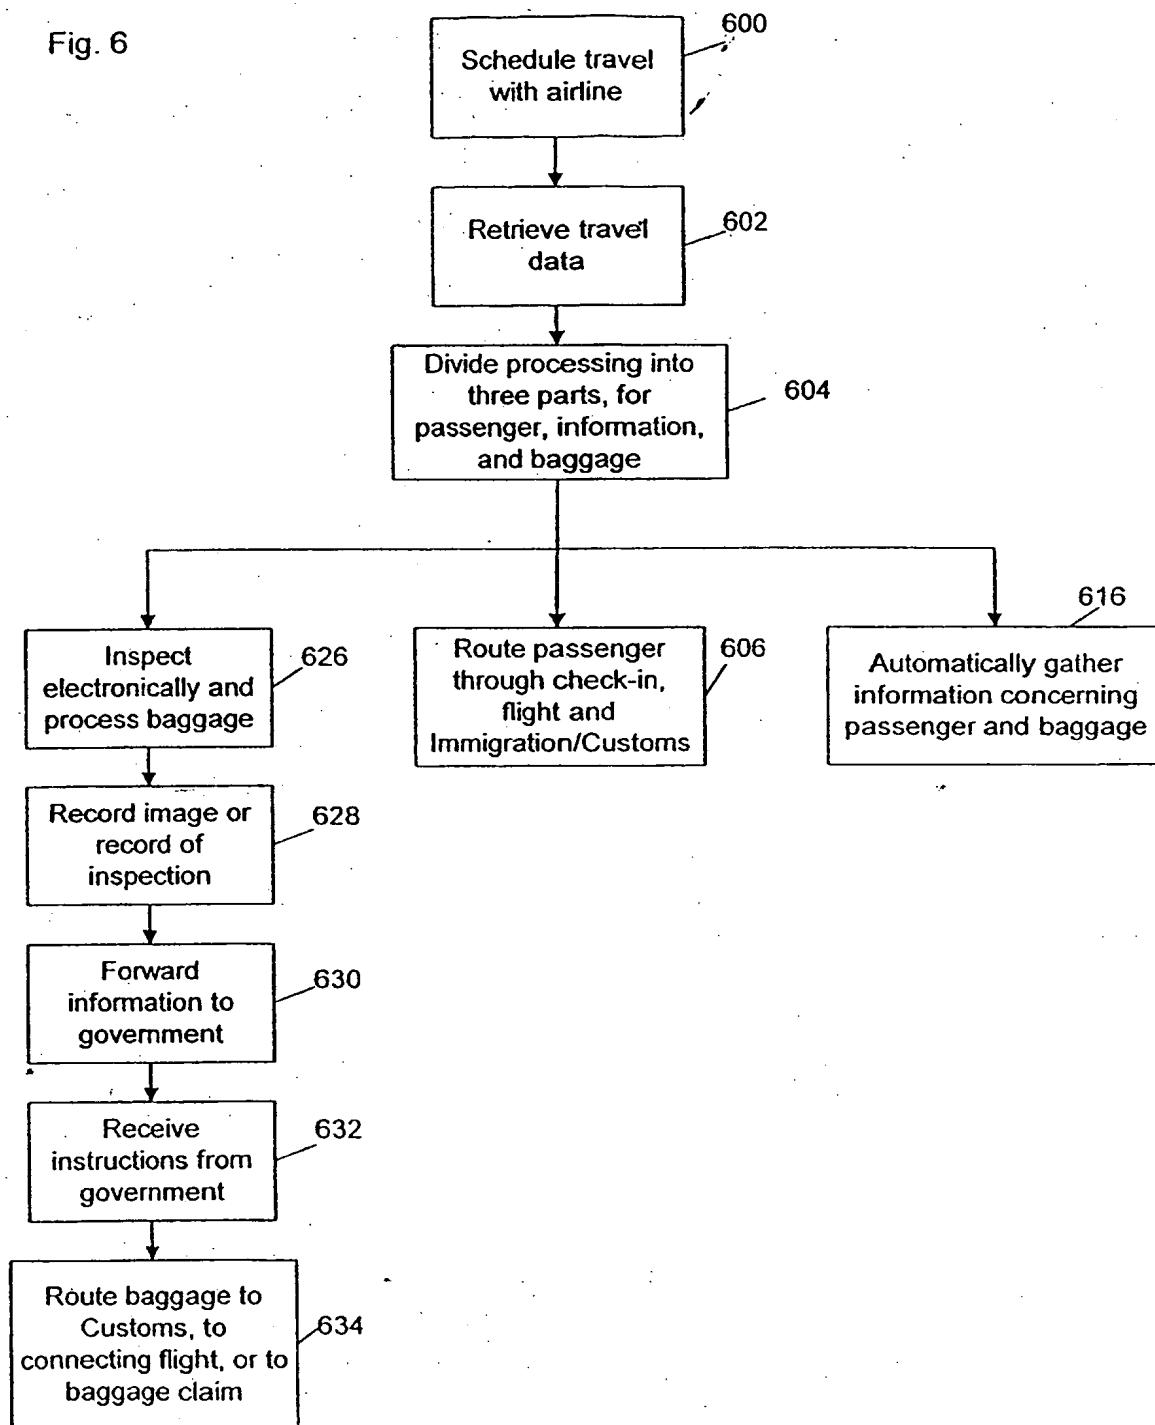 Fig. 6
600
Schedule travel
with airline
602
Retrieve travel
data
Divide processing into
three parts, for
passenger, information,
and baggage
604
Inspect
electronically and
process baggage
626
Route passenger
through check-in,
flight and
Immigration/Customs
606
616
Automatically gather
information concerning
passenger and baggage
Record image or
record of
inspection
628
Forward
information to
government
630
Receive
instructions from
government
632
Route baggage to
Customs, to
connecting flight, or to
baggage claim
634